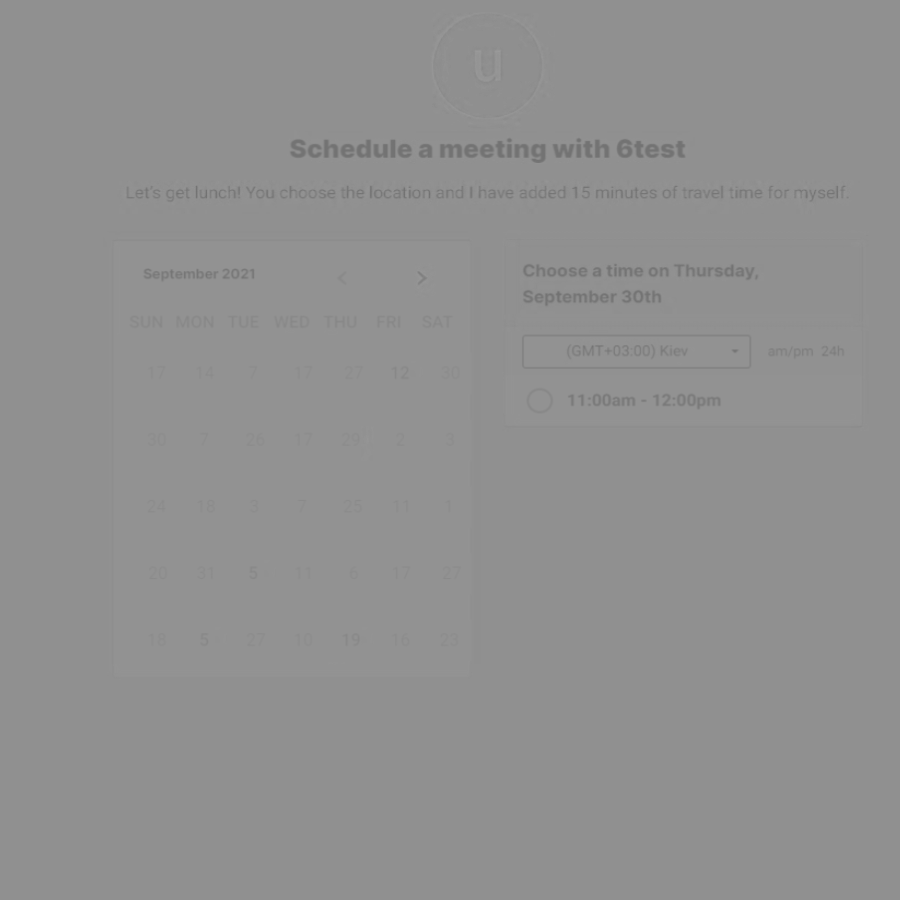 u
Schedule a meeting with 6test
Let's get lunch! You choose the location and I have added 15 minutes of travel time for myself.
September 2021 < >
SUN MON TUE WED THU FRI SAT
17 14 7 17 27 12 30
30 7 26 17 29 2 3
24 18 3 7 25 11 1
20 31 5 11 6 17 27
18 5 27 10 19 16 23
Choose a time on Thursday,
September 30th
(GMT+03:00) Kiev am/pm 24h
11:00am - 12:00pm